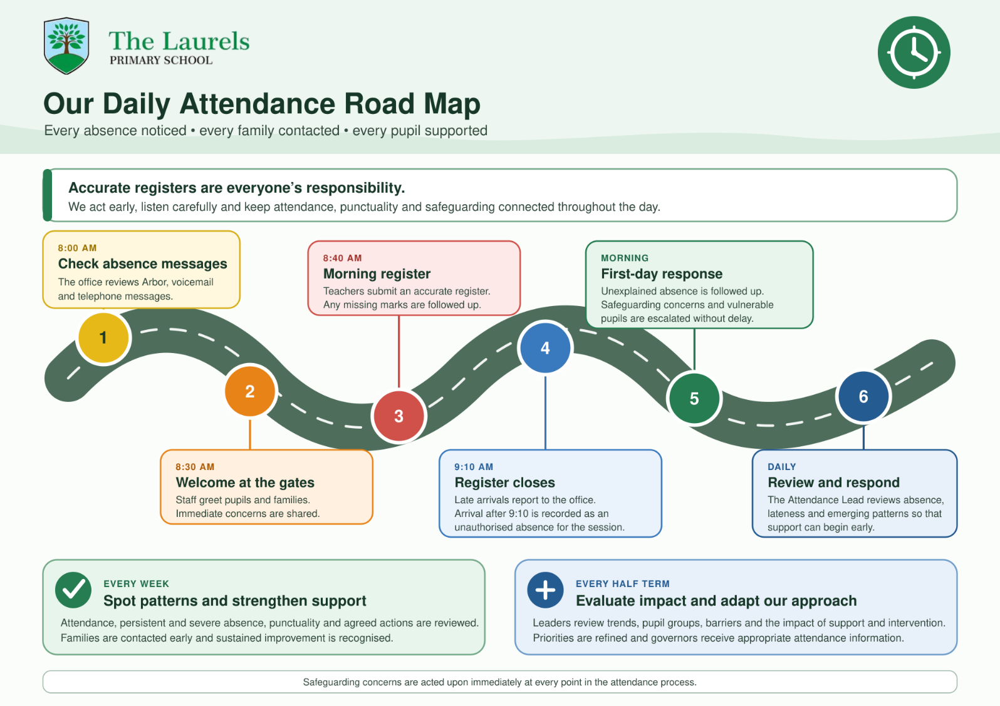 The Laurels
PRIMARY SCHOOL
Our Daily Attendance Road Map
Every absence noticed • every family contacted • every pupil supported
Accurate registers are everyone’s responsibility.
We act early, listen carefully and keep attendance, punctuality and safeguarding connected throughout the day.
8:00 AM
Check absence messages
The office reviews Arbor, voicemail
and telephone messages.
8:40 AM
Morning register
Teachers submit an accurate register.
Any missing marks are followed up.
MORNING
First-day response
Unexplained absence is followed up.
Safeguarding concerns and vulnerable
pupils are escalated without delay.
1
2
3
4
5
6
8:30 AM
Welcome at the gates
Staff greet pupils and families.
Immediate concerns are shared.
9:10 AM
Register closes
Late arrivals report to the office.
Arrival after 9:10 is recorded as an
unauthorised absence for the session.
DAILY
Review and respond
The Attendance Lead reviews absence,
lateness and emerging patterns so that
support can begin early.
EVERY WEEK
Spot patterns and strengthen support
Attendance, persistent and severe absence, punctuality and agreed actions are reviewed.
Families are contacted early and sustained improvement is recognised.
EVERY HALF TERM
Evaluate impact and adapt our approach
Leaders review trends, pupil groups, barriers and the impact of support and intervention.
Priorities are refined and governors receive appropriate attendance information.
Safeguarding concerns are acted upon immediately at every point in the attendance process.